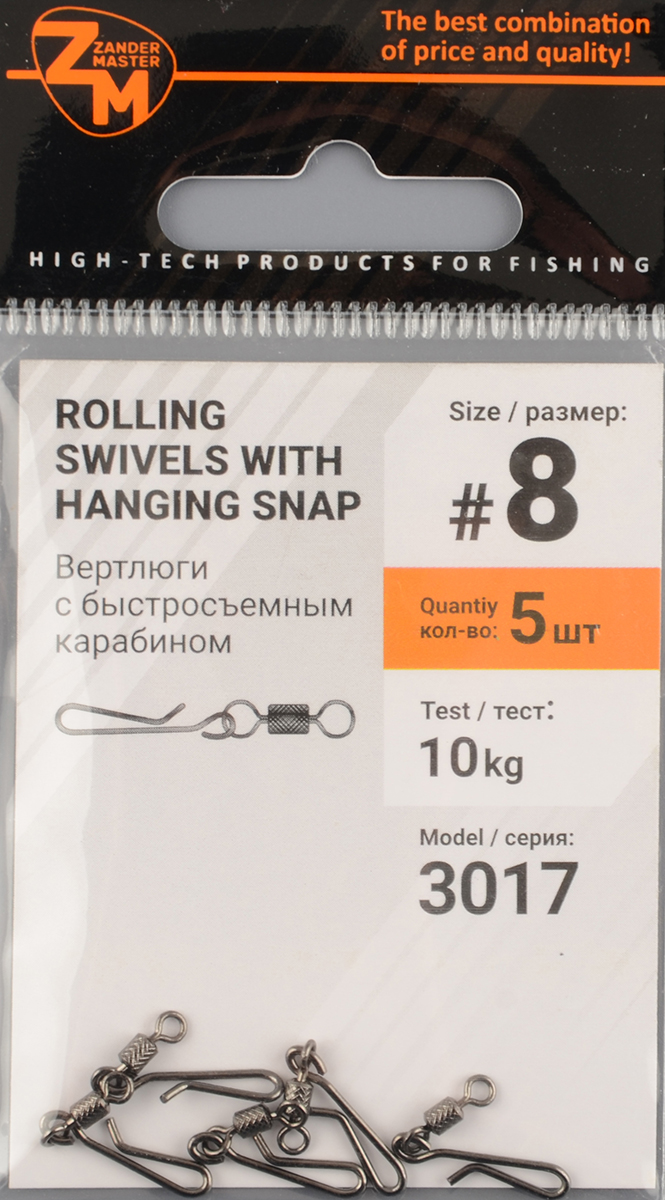 ZANDER
MASTER
ZM
The best combination
of price and quality!
HIGH-TECH PRODUCTS FOR FISHING
ROLLING
SWIVELS WITH
HANGING SNAP
Вертлюги
с быстросъемным
карабином
Size / размер:
#8
Quantiy
кол-во: 5 шт
Test / тест:
10kg
Model / серия:
3017